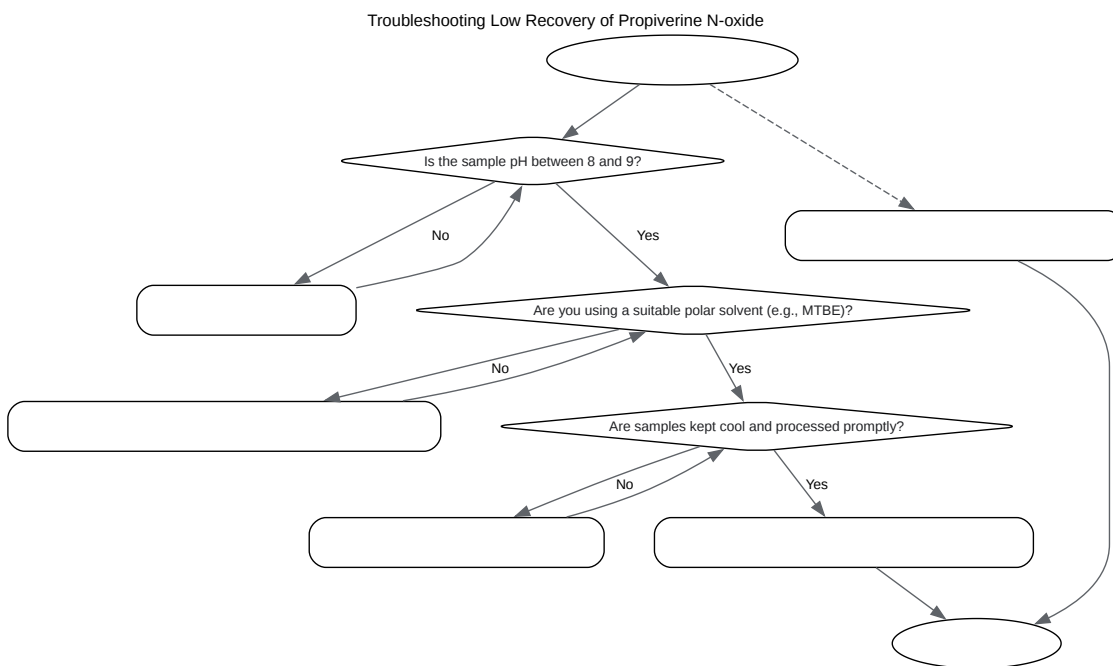 Troubleshooting Low Recovery of Propiverine N-oxide
Is the sample pH between 8 and 9?
No
Yes
Are you using a suitable polar solvent (e.g., MTBE)?
No
Yes
Are samples kept cool and processed promptly?
No
Yes